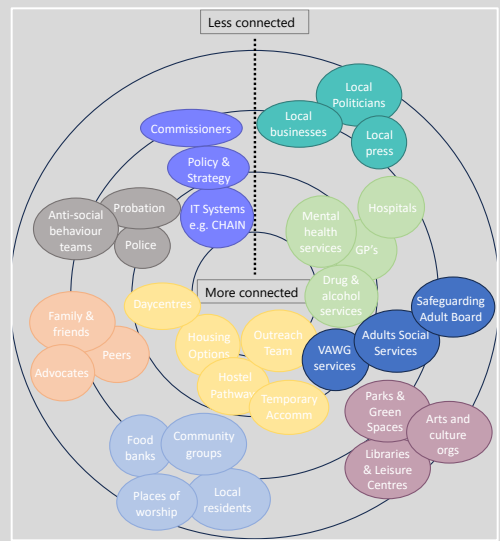 Less connected
Local
Politicians
Commissioners
Local
businesses
Local
press
Policy &
Strategy
Probation
IT Systems
e.g. CHAIN
Hospitals
Anti-social
behaviour
teams
Mental
health
services
Police
GP's
Drug &
alcohol
services
More connected
Daycentres
Safeguarding
Adult Board
Family &
friends
Housing
Options
Outreach
Team
Adults Social
Services
Peers
VAWG
services
Advocates
Hostel
Pathway
Temporary
Accomm
Parks &
Green
Spaces
Arts and
culture
orgs
Food
banks
Community
groups
Libraries
& Leisure
Centres
Places of
worship
Local
residents